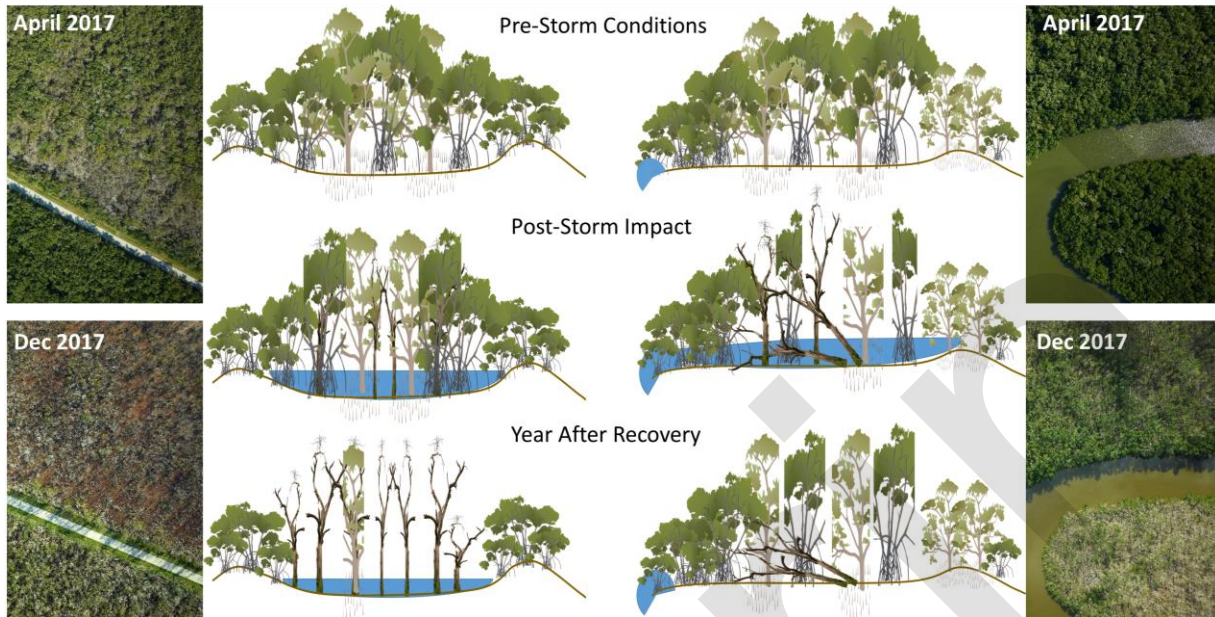 April 2017
Pre-Storm Conditions
April 2017
Post-Storm Impact
Dec 2017
Dec 2017
Year After Recovery